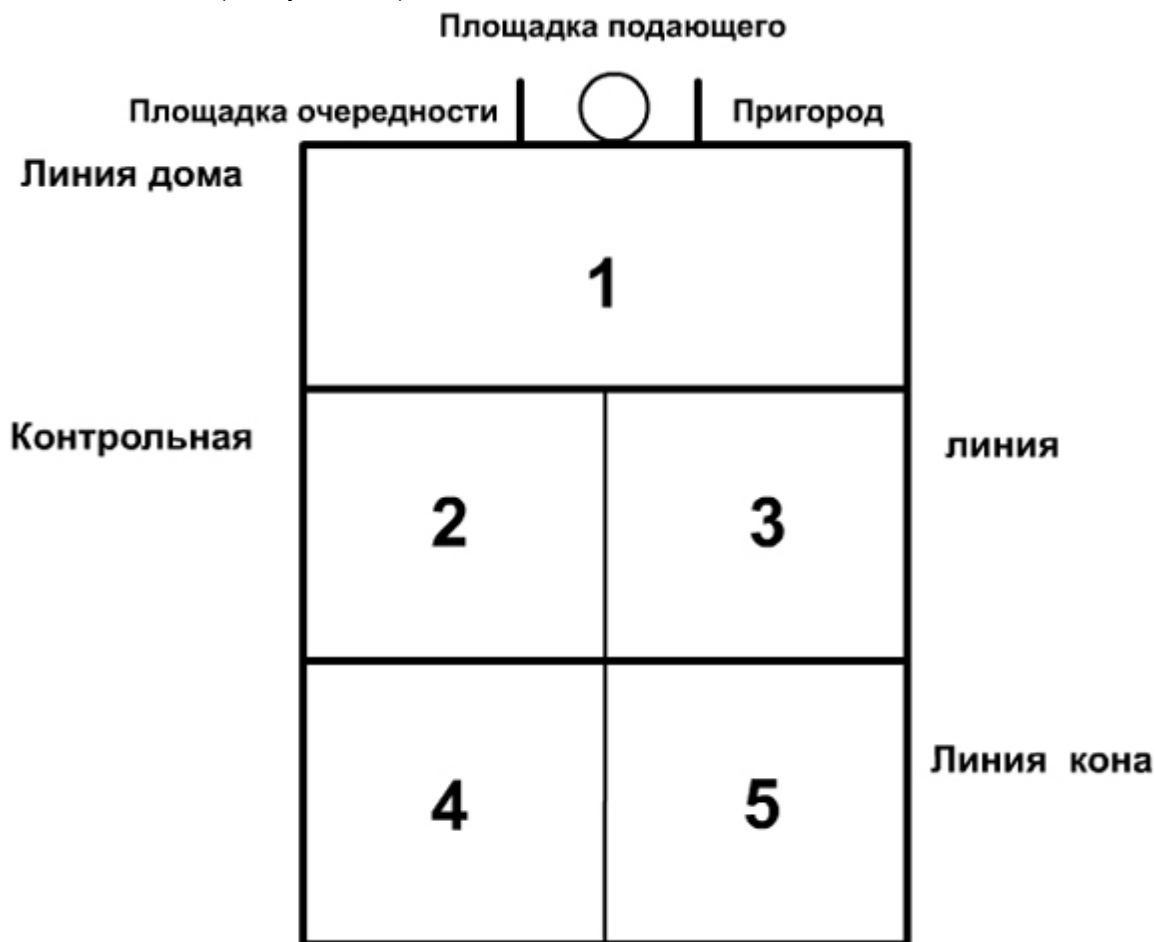 Площадка подающего
Площадка очередности
Пригород
Линия дома
1
Контрольная
линия
2
3
Линия кона
4
5